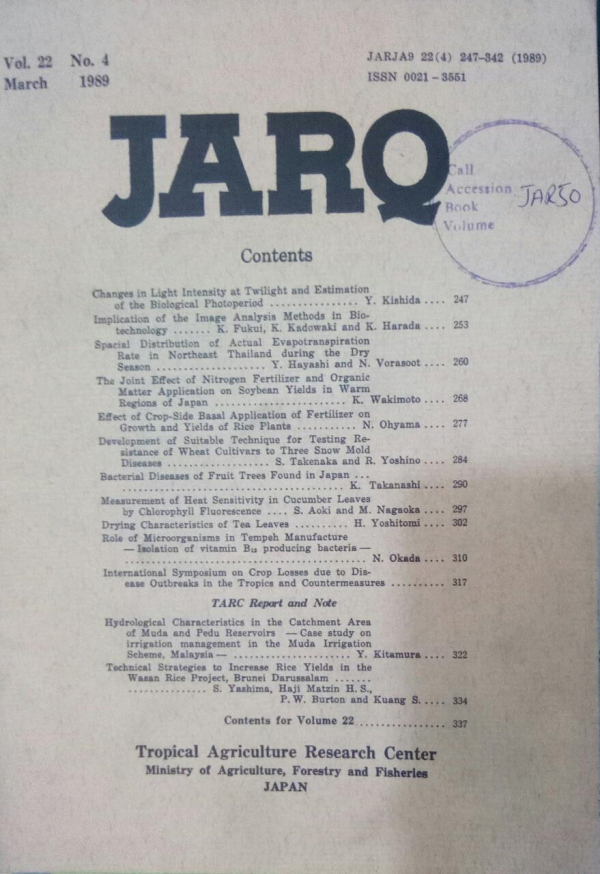 Vol. 22 No. 4
March 1989
JARJA9 22(4) 247-342 (1989)
ISSN 0021-3551
JARQ
Call
Accession
Book
Volume
JAR50
Contents
Changes in Light Intensity at Twilight and Estimation
of the Biological Photoperiod ................ Y. Kishida .... 247
Implication of the Image Analysis Methods in Bio-
technology ....... K. Fukui, K. Kadowaki and K. Harada .... 253
Spacial Distribution of Actual Evapotranspiration
Rate in Northeast Thailand during the Dry
Season .................... Y. Hayashi and N. Vorasoot .... 260
The Joint Effect of Nitrogen Fertilizer and Organic
Matter Application on Soybean Yields in Warm
Regions of Japan ........................ K. Wakimoto .... 268
Effect of Crop-Side Basal Application of Fertilizer on
Growth and Yields of Rice Plants ........... N. Ohyama .... 277
Development of Suitable Technique for Testing Re-
sistance of Wheat Cultivars to Three Snow Mold
Diseases ................... S. Takenaka and R. Yoshino .... 284
Bacterial Diseases of Fruit Trees Found in Japan ...
........................................ K. Takanashi .... 290
Measurement of Heat Sensitivity in Cucumber Leaves
by Chlorophyll Fluorescence .... S. Aoki and M. Nagaoka .... 297
Drying Characteristics of Tea Leaves .......... H. Yoshitomi .... 302
Role of Microorganisms in Tempeh Manufacture
—Isolation of vitamin B₁₂ producing bacteria—
............................................ N. Okada .... 310
International Symposium on Crop Losses due to Dis-
ease Outbreaks in the Tropics and Countermeasures .......... 317
TARC Report and Note
Hydrological Characteristics in the Catchment Area
of Muda and Pedu Reservoirs —Case study on
irrigation management in the Muda Irrigation
Scheme, Malaysia— ...................... Y. Kitamura .... 322
Technical Strategies to Increase Rice Yields in the
Wasan Rice Project, Brunei Darussalam .......
............... S. Yashima, Haji Matzin H. S.,
P. W. Burton and Kuang S. .... 334
Contents for Volume 22 ................ 337
Tropical Agriculture Research Center
Ministry of Agriculture, Forestry and Fisheries
JAPAN